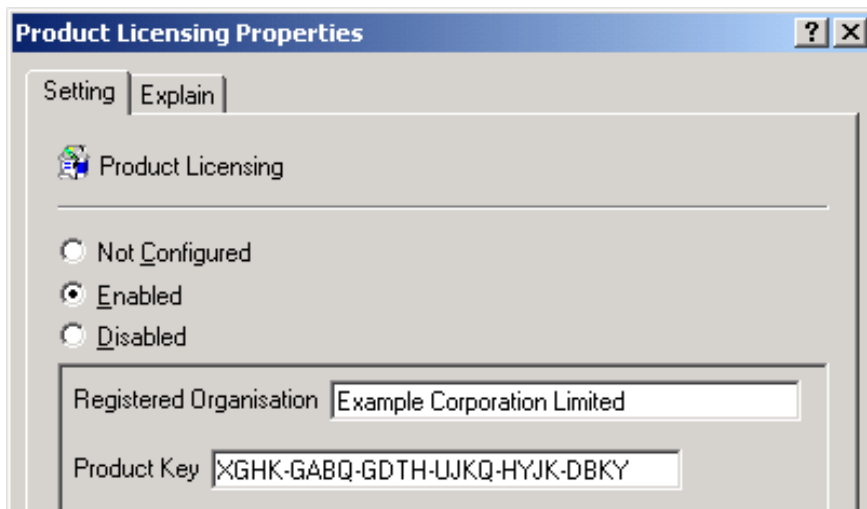 Product Licensing Properties
Setting Explain
Product Licensing
Not Configured
Enabled
Disabled
Registered Organisation Example Corporation Limited
Product Key XGHK-GABQ-GDTH-UJKQ-HYJK-DBKY